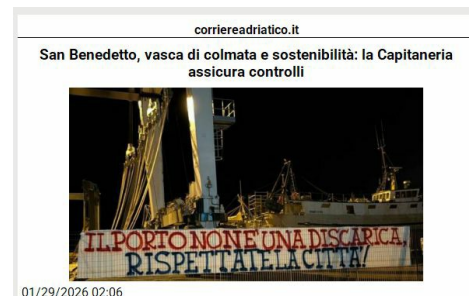 corriereadriatico.it
San Benedetto, vasca di colmata e sostenibilità: la Capitaneria
assicura controlli
IL PORTO NON E' UNA DISCARICA,
RISPETTATE LA CITTA'!
01/29/2026 02:06